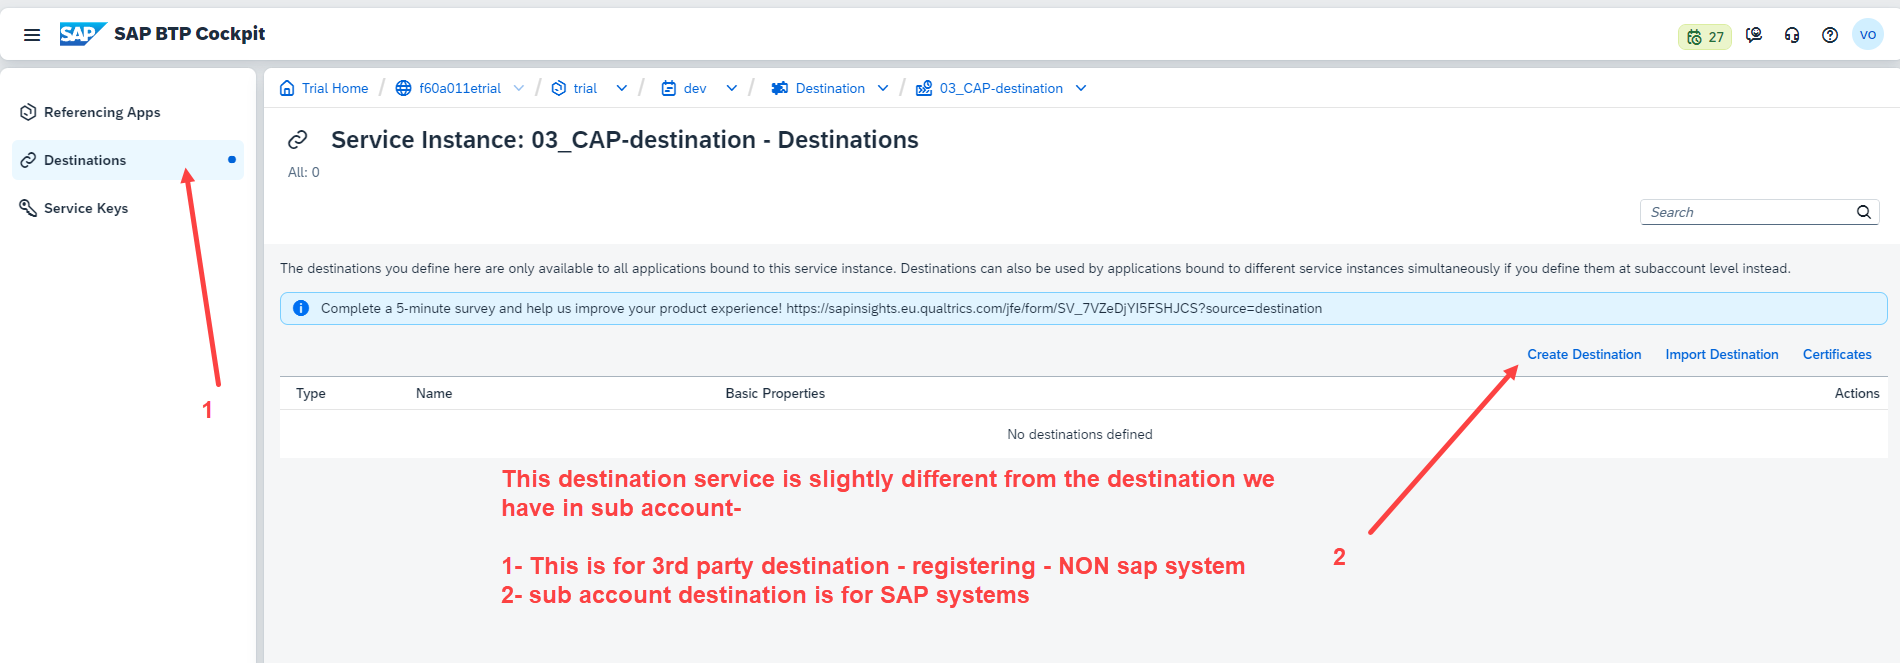 SAP SAP BTP Cockpit
27
VO
Referencing Apps
Destinations
Service Keys
Trial Home / f60a011etrial / trial / dev / Destination / 03_CAP-destination
Service Instance: 03_CAP-destination - Destinations
All: 0
Search
The destinations you define here are only available to all applications bound to this service instance. Destinations can also be used by applications bound to different service instances simultaneously if you define them at subaccount level instead.
Complete a 5-minute survey and help us improve your product experience! https://sapinsights.eu.qualtrics.com/jfe/form/SV_7VZeDjYI5FSHJCS?source=destination
Create Destination Import Destination Certificates
Type Name Basic Properties Actions
No destinations defined
1
This destination service is slightly different from the destination we
have in sub account-
1- This is for 3rd party destination - registering - NON sap system
2- sub account destination is for SAP systems
2